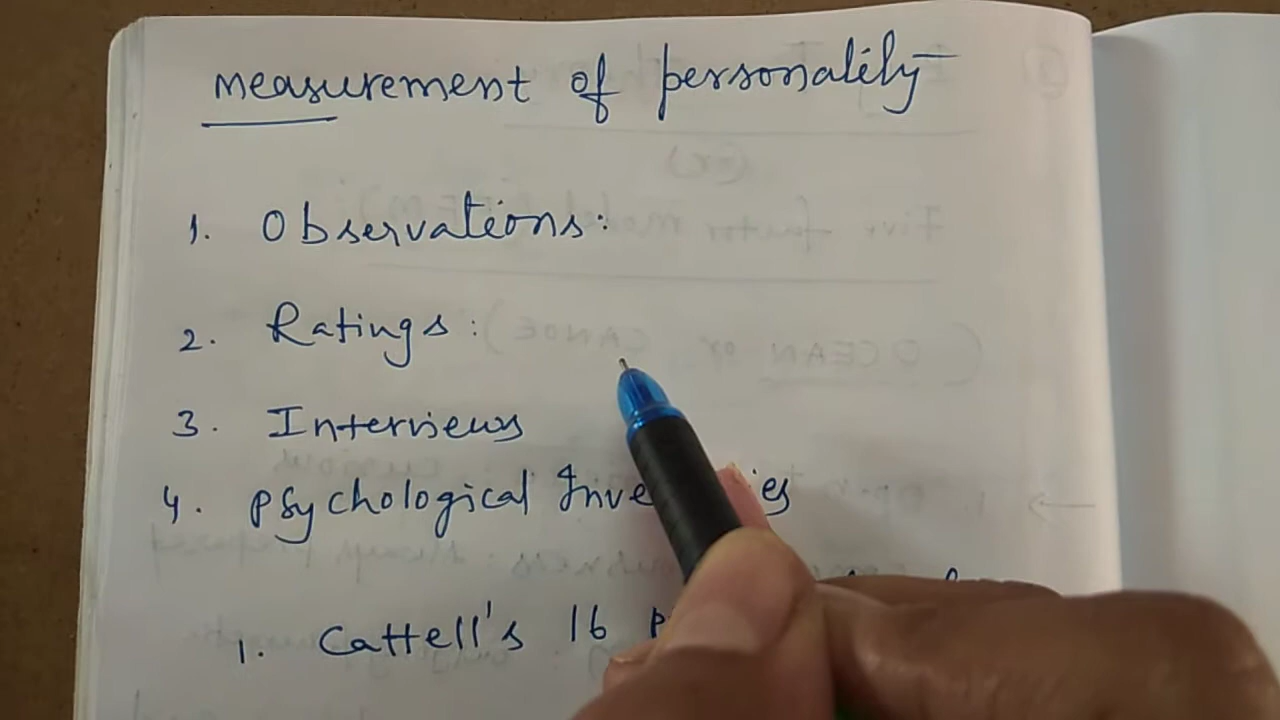 measurement of personality
1. Observations:
2. Ratings:
3. Interviews
4. Psychological
1. Cattell's 16